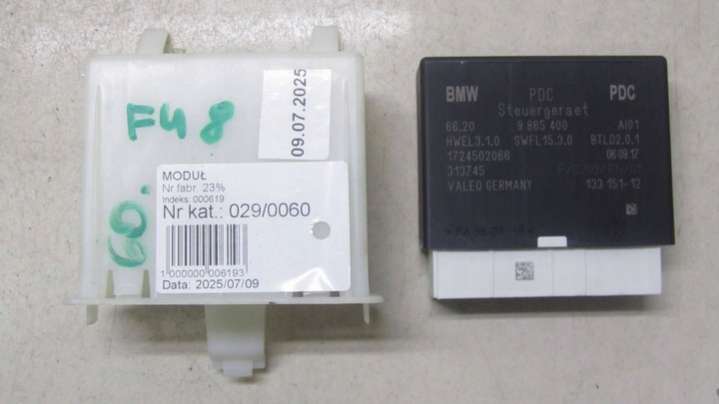 F48
60.
09.07.2025
MODUŁ
Nr fabr. 23%
Indeks: 000619
Nr kat.: 029/0060
1 000000 006193
Data: 2025/07/09
BMW PDC PDC
Steuergeraet
66.20 9 885 400 AI01
HWEL3.1.0 SWFL15.3.0 BTLD2.0.1
1724502066 06.09.17
313745
VALEO GERMANY 133 151-12